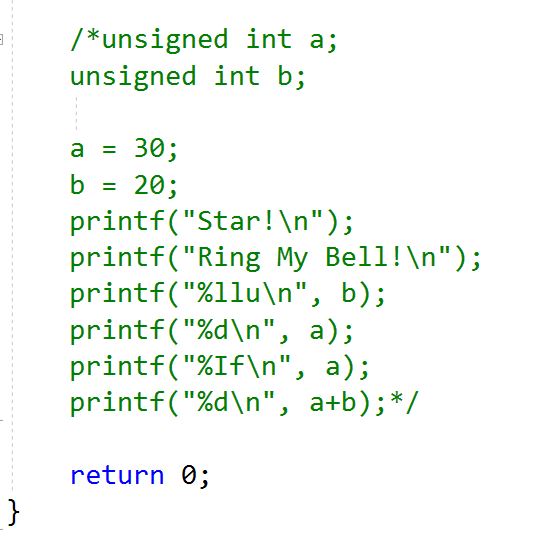 /*unsigned int a;
unsigned int b;
a = 30;
b = 20;
printf("Star!\n");
printf("Ring My Bell!\n");
printf("%llu\n", b);
printf("%d\n", a);
printf("%If\n", a);
printf("%d\n", a+b);*/
return 0;
}